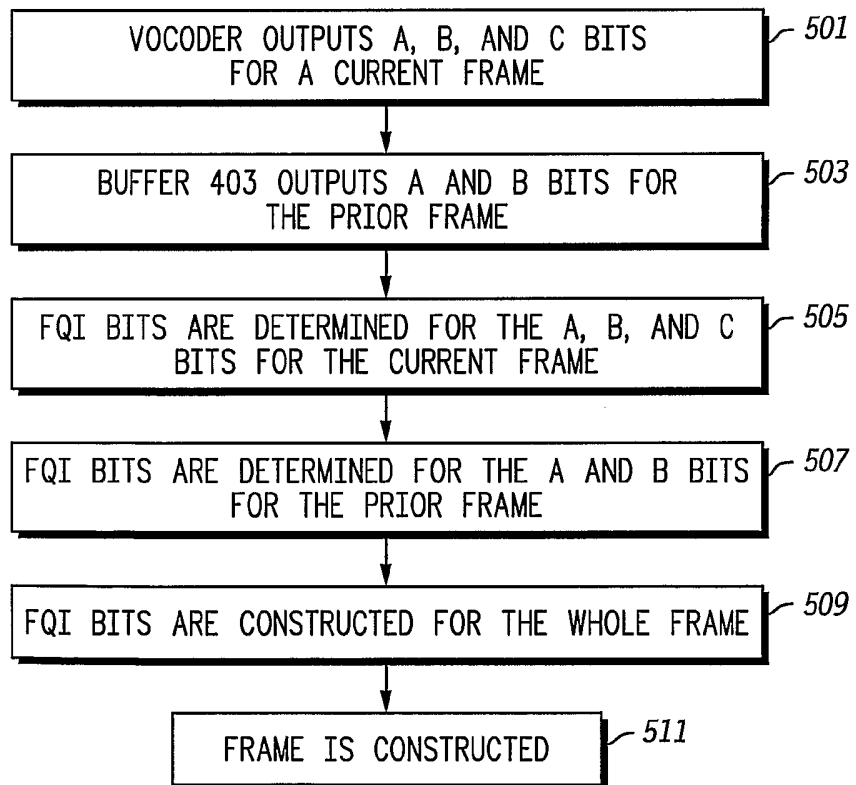 VOCODER OUTPUTS A, B, AND C BITS
FOR A CURRENT FRAME
501
BUFFER 403 OUTPUTS A AND B BITS FOR
THE PRIOR FRAME
503
FQI BITS ARE DETERMINED FOR THE A, B, AND C
BITS FOR THE CURRENT FRAME
505
FQI BITS ARE DETERMINED FOR THE A AND B BITS
FOR THE PRIOR FRAME
507
FQI BITS ARE CONSTRUCTED FOR THE WHOLE FRAME
509
FRAME IS CONSTRUCTED
511